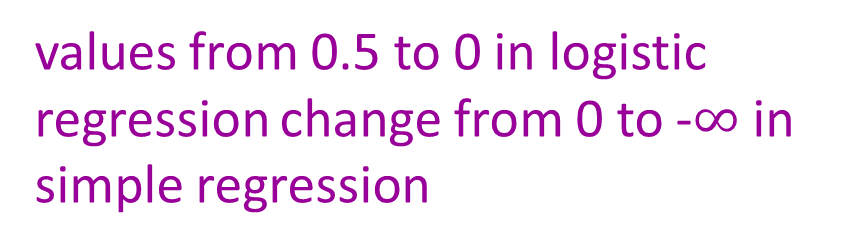 values from 0.5 to 0 in logistic
regression change from 0 to -∞ in
simple regression